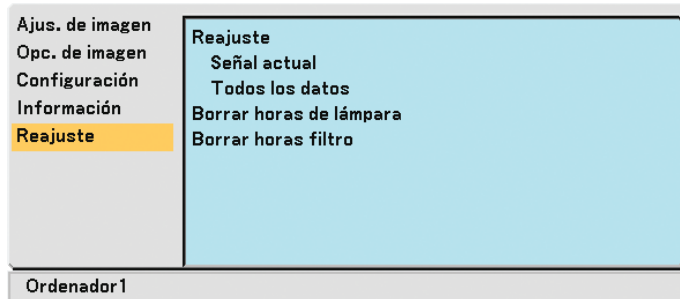 Ajus. de imagen
Opc. de imagen
Configuración
Información
Reajuste
Reajuste
Señal actual
Todos los datos
Borrar horas de lámpara
Borrar horas filtro
Ordenador1